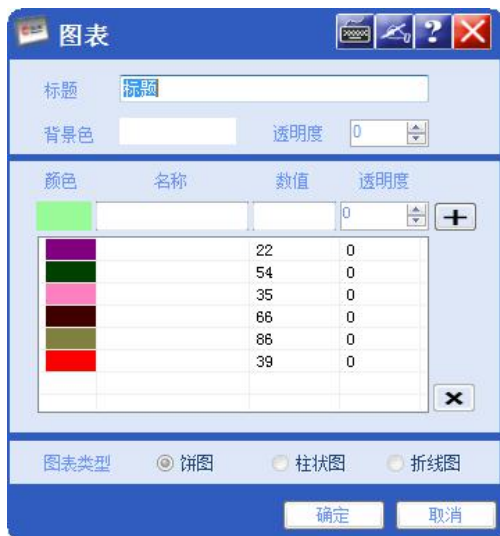 图表 ?
标题 标题
背景色 透明度 0
颜色 名称 数值 透明度
0
22 0
54 0
35 0
66 0
86 0
39 0
图表类型 饼图 柱状图 折线图
确定 取消